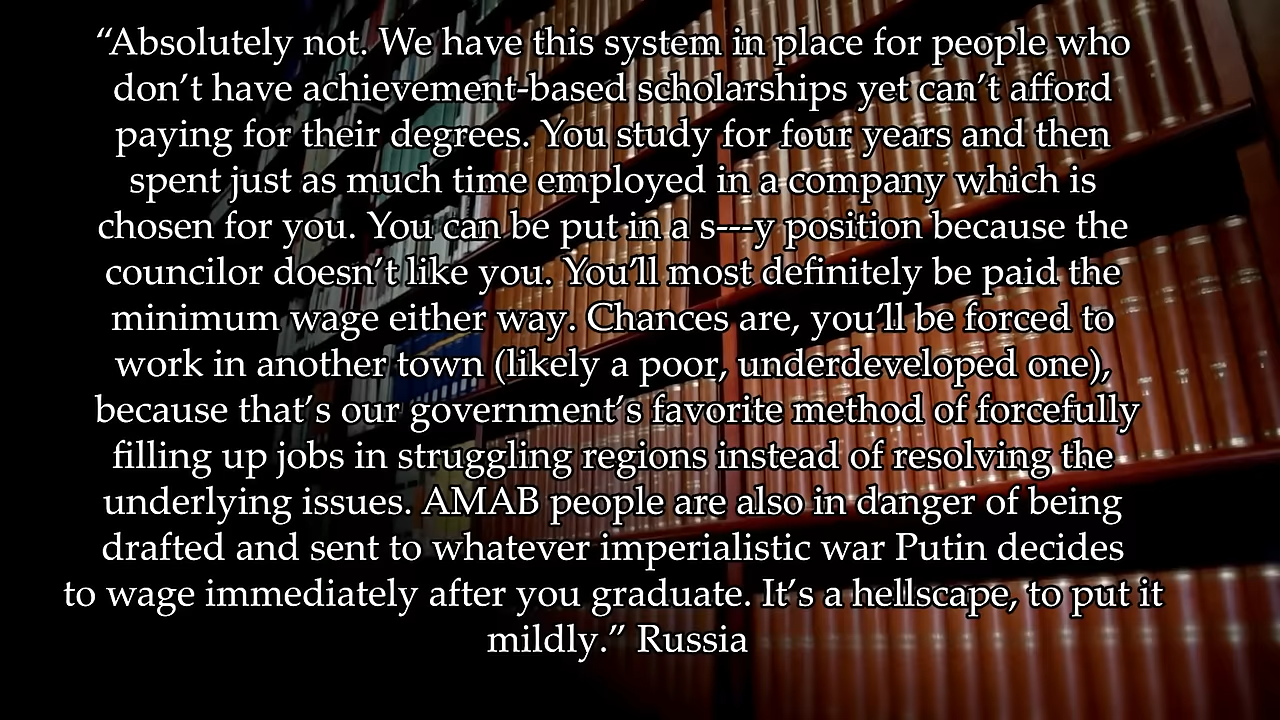 “Absolutely not. We have this system in place for people who
don’t have achievement-based scholarships yet can’t afford
paying for their degrees. You study for four years and then
spent just as much time employed in a company which is
chosen for you. You can be put in a s---y position because the
councilor doesn’t like you. You’ll most definitely be paid the
minimum wage either way. Chances are, you’ll be forced to
work in another town (likely a poor, underdeveloped one),
because that’s our government’s favorite method of forcefully
filling up jobs in struggling regions instead of resolving the
underlying issues. AMAB people are also in danger of being
drafted and sent to whatever imperialistic war Putin decides
to wage immediately after you graduate. It’s a hellscape, to put it
mildly.” Russia